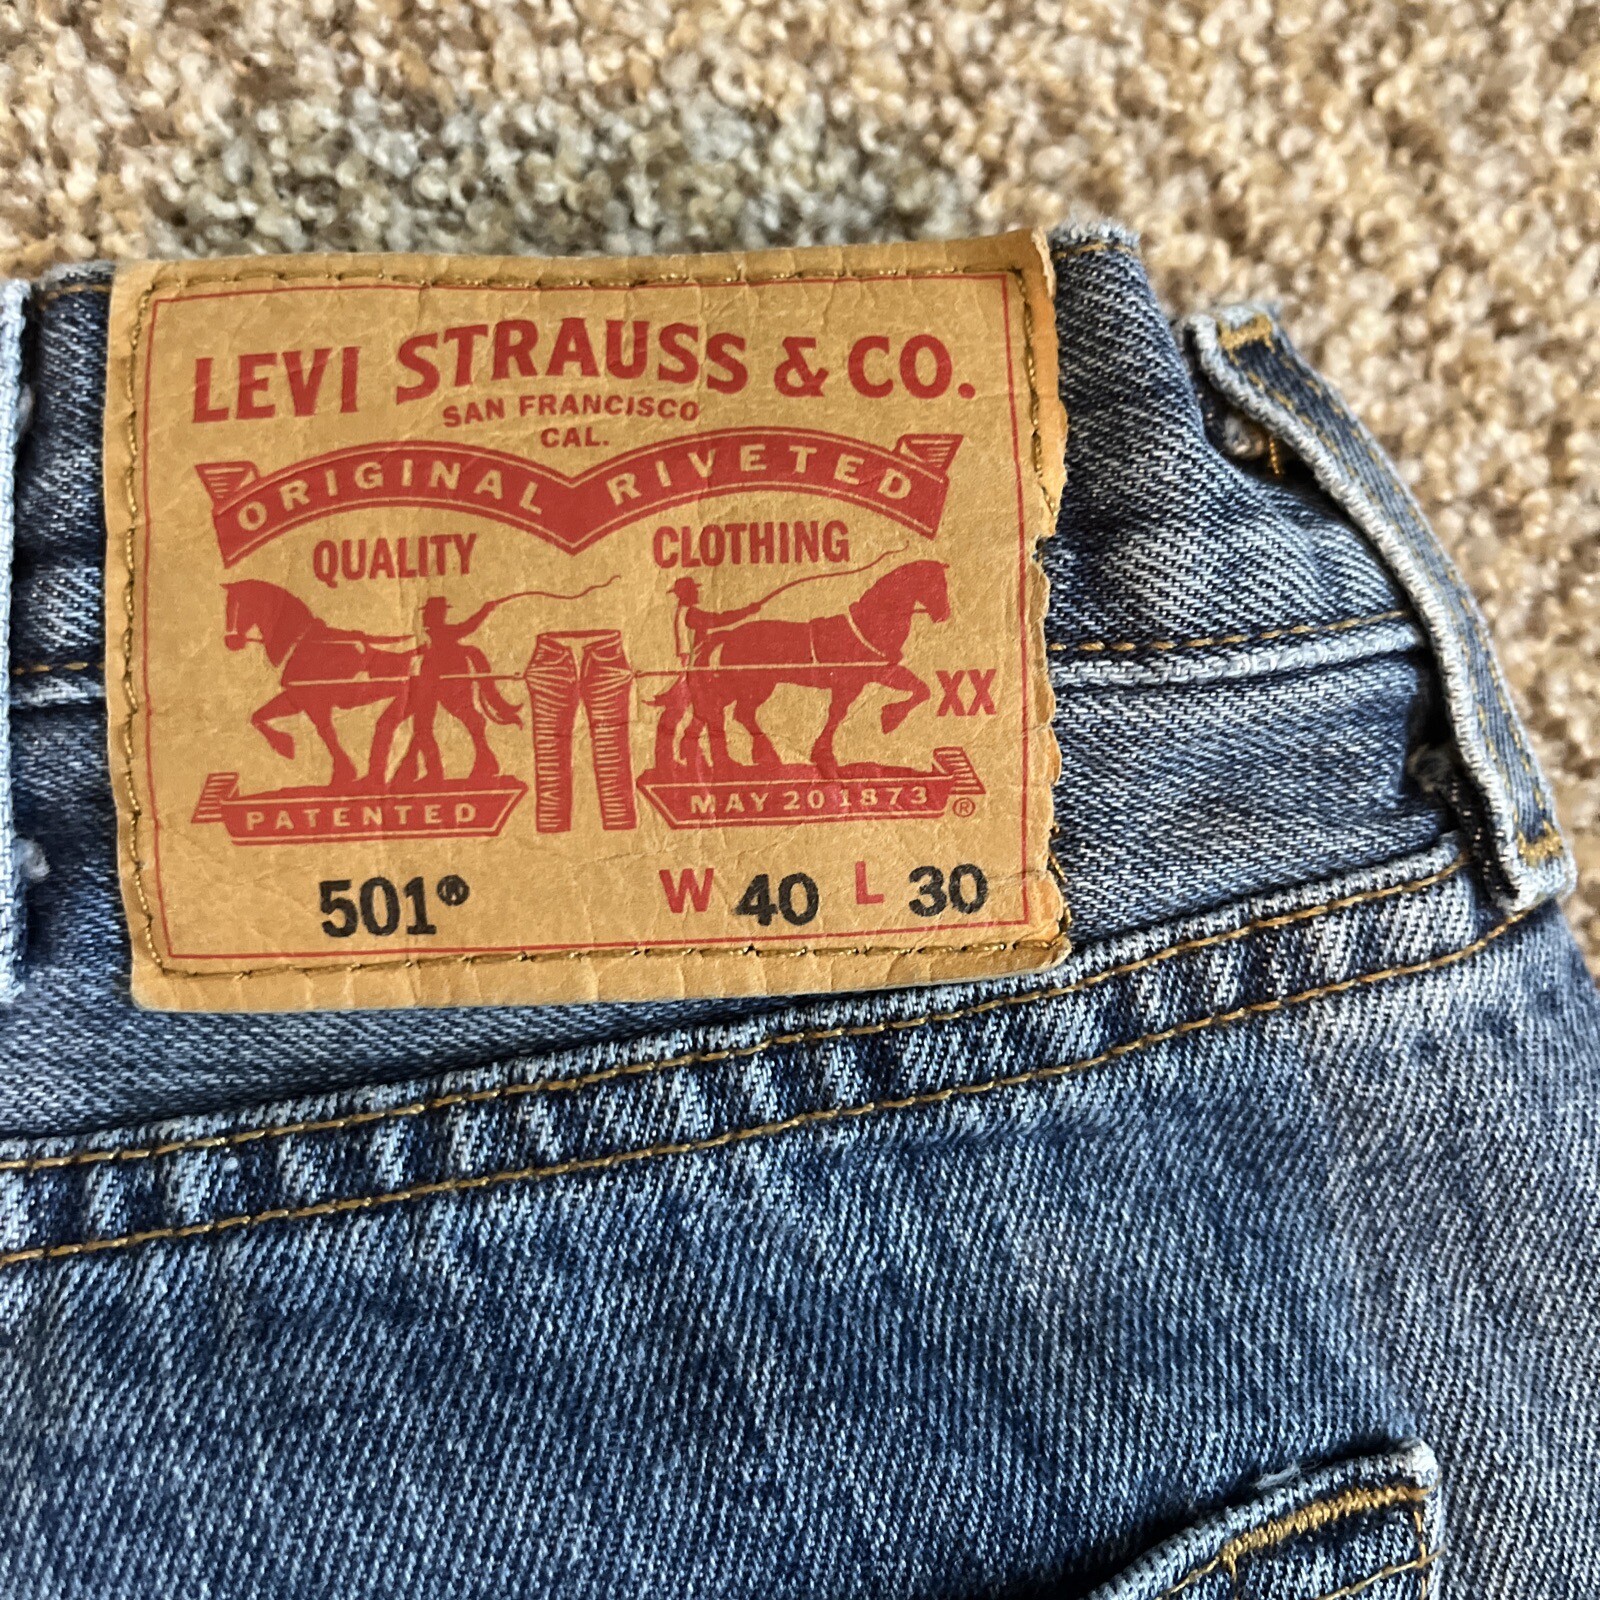 LEVI STRAUSS & CO.
SAN FRANCISCO
CAL.
ORIGINAL RIVETED
QUALITY CLOTHING
XX
PATENTED MAY 20 1873 ®
501® W 40 L 30